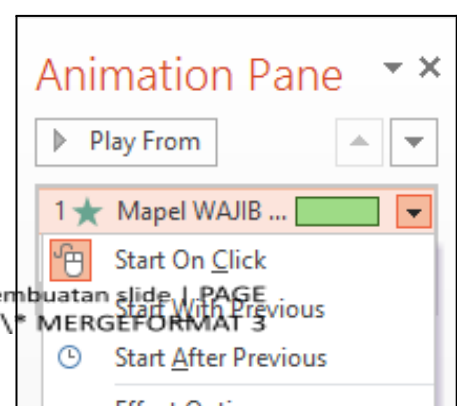 Animation Pane
Play From
1 Mapel WAJIB ...
Start On Click
embuatan slide | PAGE
Start With Previous
\* MERGEFORMAT 3
Start After Previous